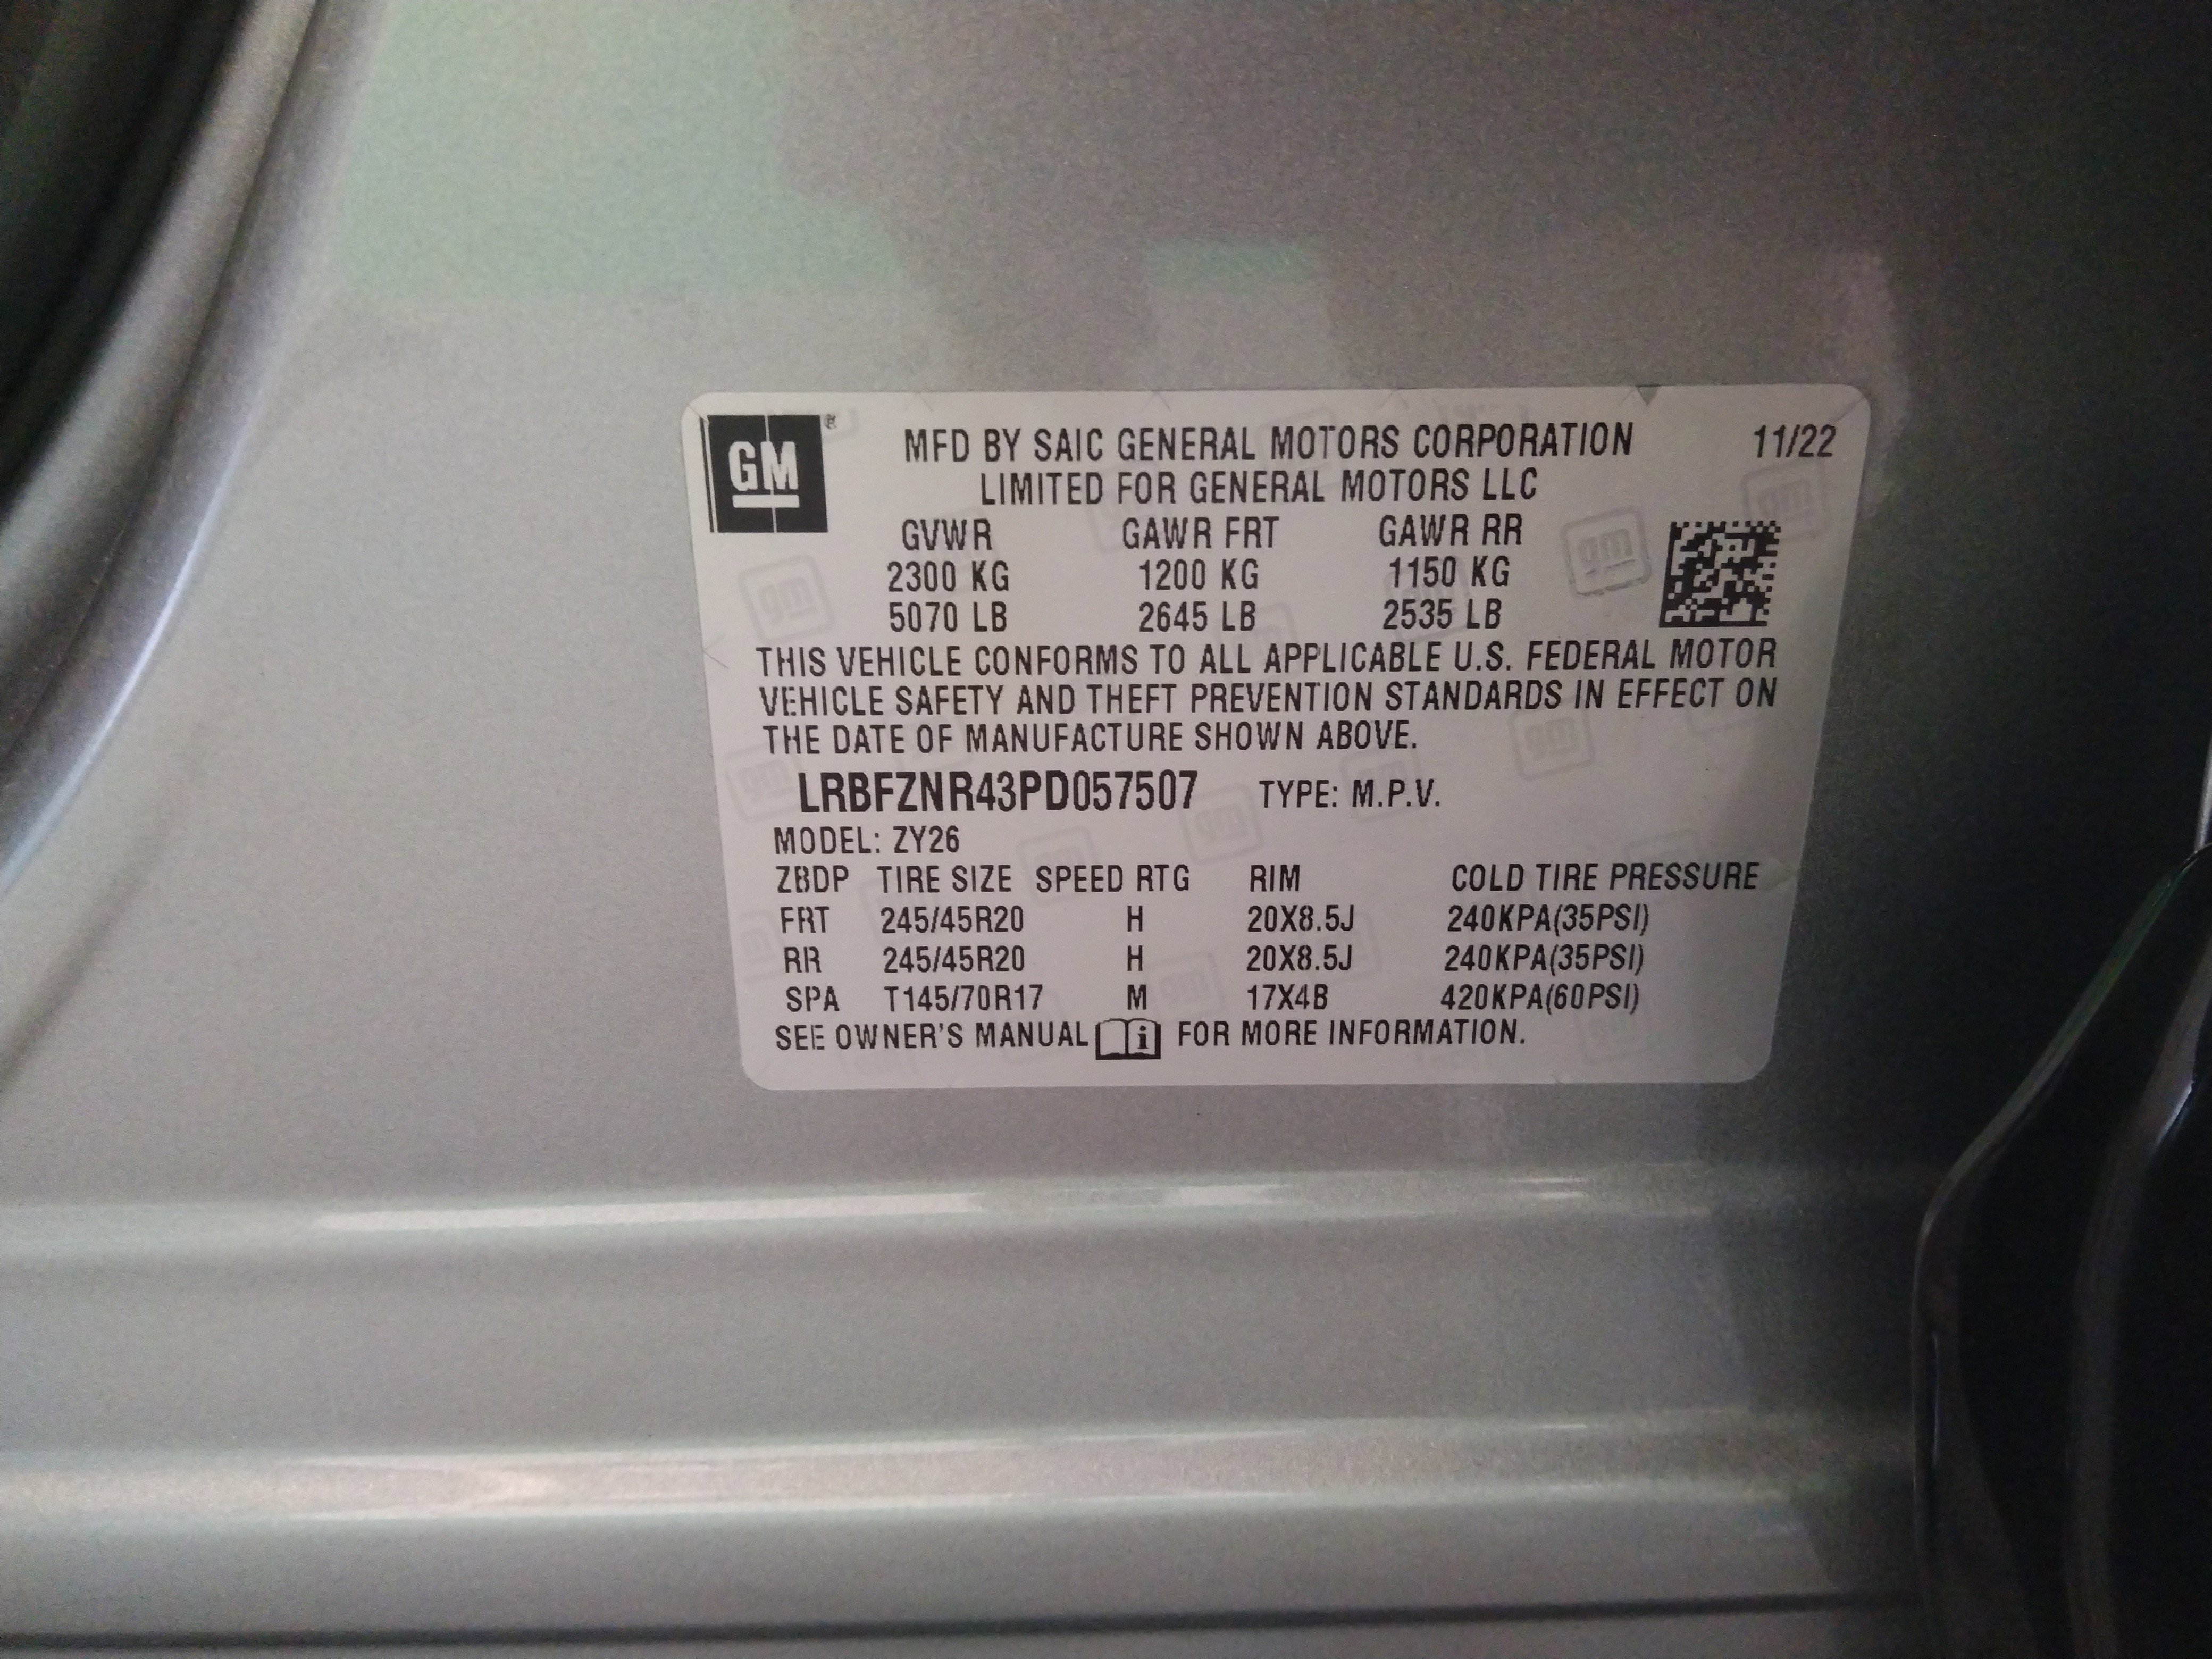 GM ®
MFD BY SAIC GENERAL MOTORS CORPORATION 11/22
LIMITED FOR GENERAL MOTORS LLC
GVWR GAWR FRT GAWR RR
2300 KG 1200 KG 1150 KG
5070 LB 2645 LB 2535 LB
THIS VEHICLE CONFORMS TO ALL APPLICABLE U.S. FEDERAL MOTOR
VEHICLE SAFETY AND THEFT PREVENTION STANDARDS IN EFFECT ON
THE DATE OF MANUFACTURE SHOWN ABOVE.
LRBFZNR43PD057507 TYPE: M.P.V.
MODEL: ZY26
ZBDP TIRE SIZE SPEED RTG RIM COLD TIRE PRESSURE
FRT 245/45R20 H 20X8.5J 240KPA(35PSI)
RR 245/45R20 H 20X8.5J 240KPA(35PSI)
SPA T145/70R17 M 17X4B 420KPA(60PSI)
SEE OWNER'S MANUAL i FOR MORE INFORMATION.